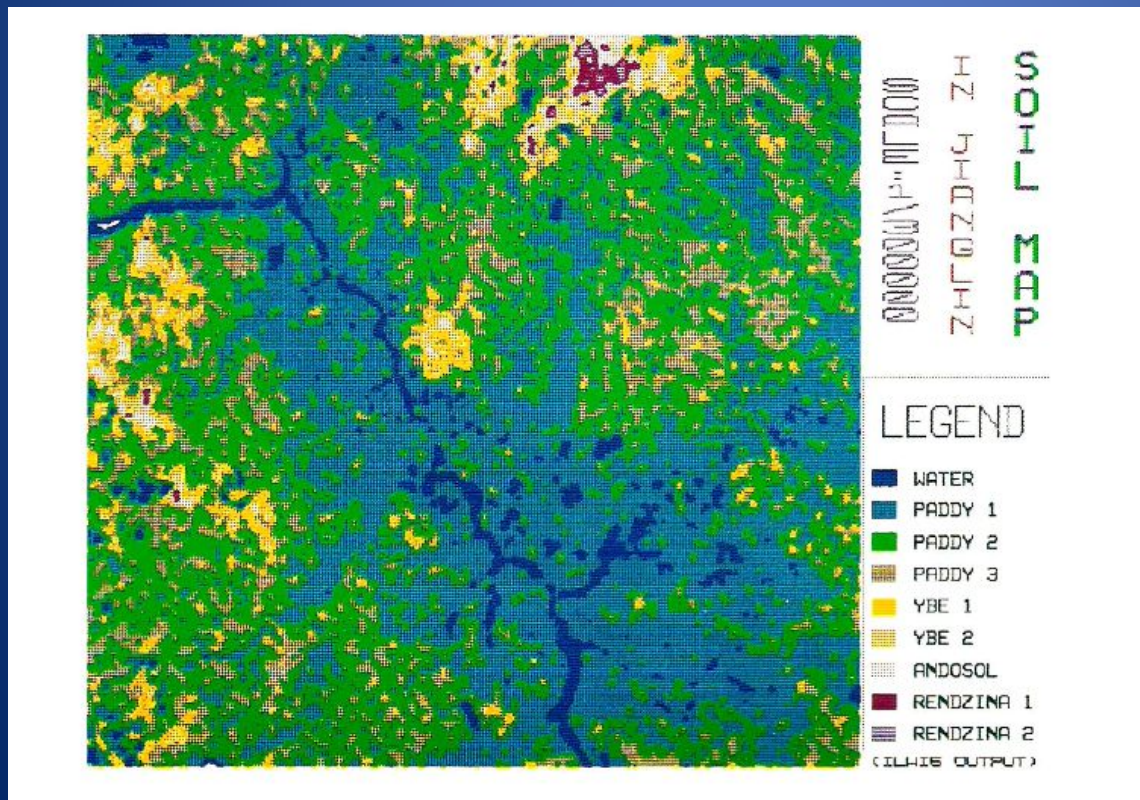 SOIL MAP
IN JIANGLIN
LEGEND
WATER
PADDY 1
PADDY 2
PADDY 3
YBE 1
YBE 2
ANDOSOL
RENDZINA 1
RENDZINA 2
(ILWIS OUTPUT)